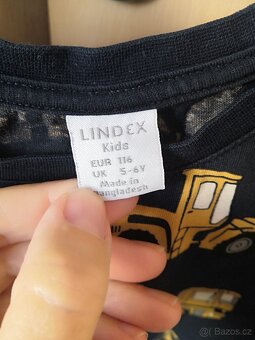 LINDEX
Kids
EUR 116
UK 5-6Y
Made in
Bangladesh
© Bazos.cz